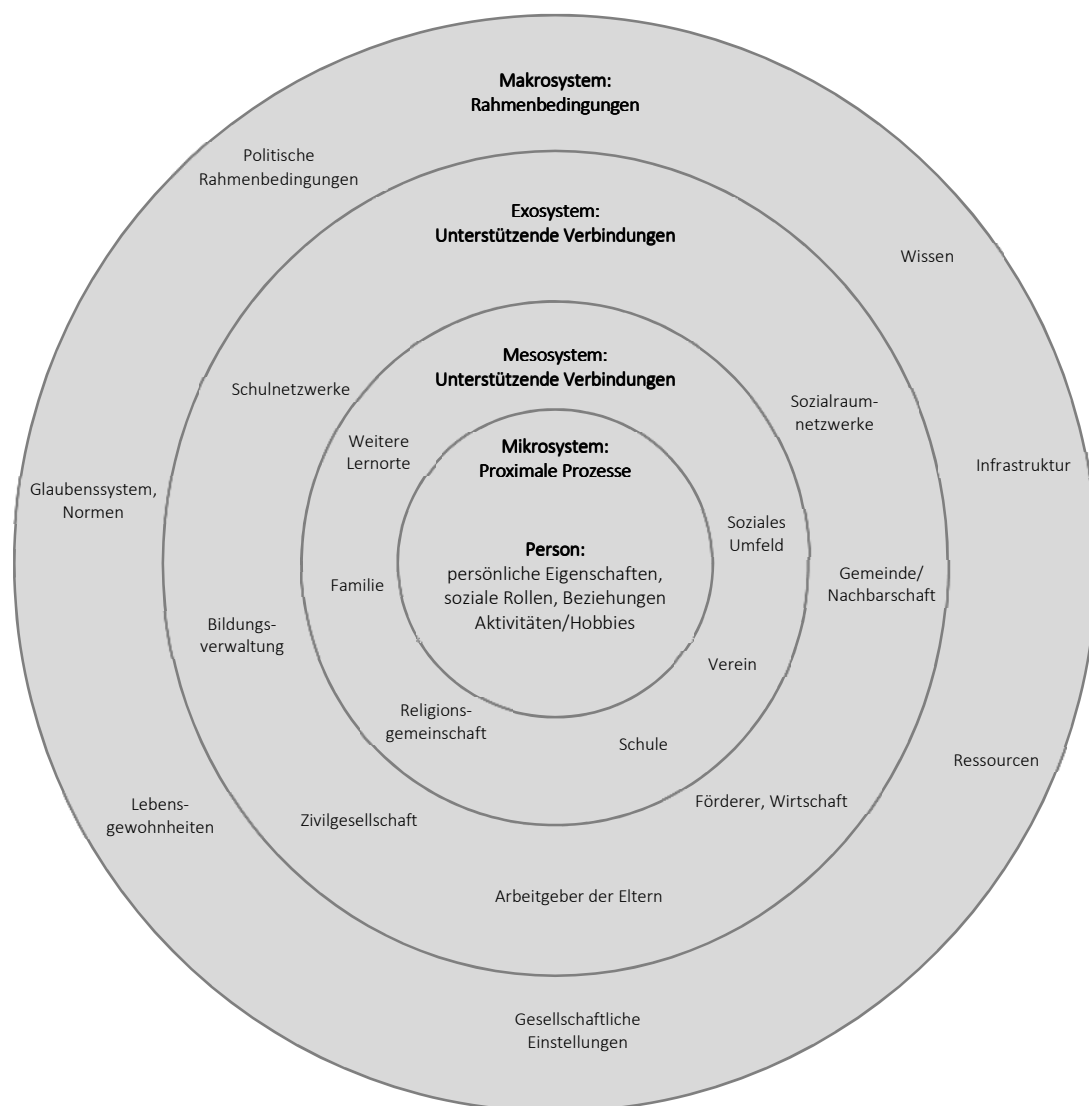 Makrosystem:
Rahmenbedingungen
Politische
Rahmenbedingungen
Exosystem:
Unterstützende Verbindungen
Wissen
Mesosystem:
Unterstützende Verbindungen
Schulnetzwerke
Sozialraum-
netzwerke
Weitere
Lernorte
Mikrosystem:
Proximale Prozesse
Infrastruktur
Glaubenssystem,
Normen
Soziales
Umfeld
Person:
persönliche Eigenschaften,
soziale Rollen, Beziehungen
Aktivitäten/Hobbies
Familie
Gemeinde/
Nachbarschaft
Bildungs-
verwaltung
Verein
Religions-
gemeinschaft
Schule
Ressourcen
Lebens-
gewohnheiten
Zivilgesellschaft
Förderer, Wirtschaft
Arbeitgeber der Eltern
Gesellschaftliche
Einstellungen